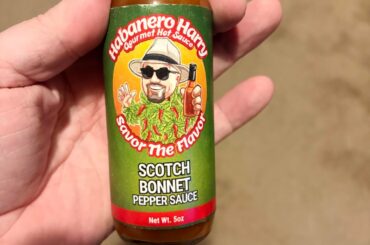 Habanero Harry
Gourmet Hot Sauce
Savor The Flavor
SCOTCH
BONNET
PEPPER SAUCE
Net Wt. 5oz